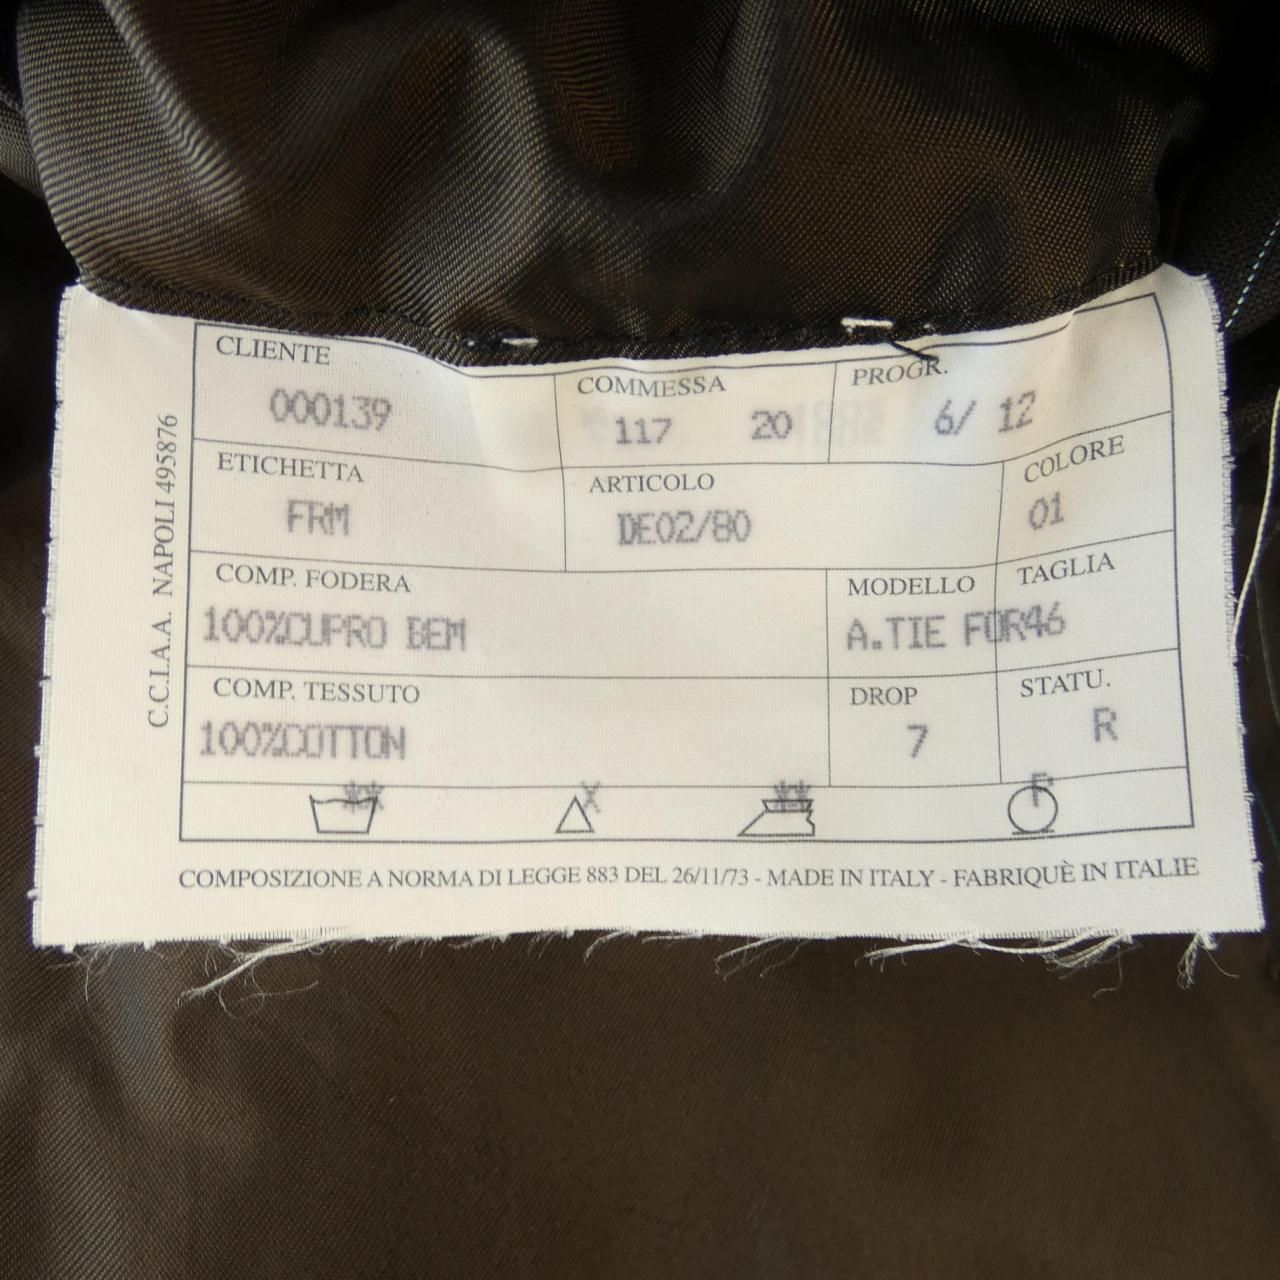 CLIENTE COMMESSA PROGR.
000139 117 20 6/ 12
ETICHETTA ARTICOLO COLORE
FRM DE02/80 01
COMP. FODERA MODELLO TAGLIA
100%CUPRO BEM A.TIE FOR46
COMP. TESSUTO DROP STATU.
100%COTTON 7 R
** X ** F
COMPOSIZIONE A NORMA DI LEGGE 883 DEL 26/11/73 - MADE IN ITALY - FABRIQUÈ IN ITALIE
C.C.I.A.A. NAPOLI 495876